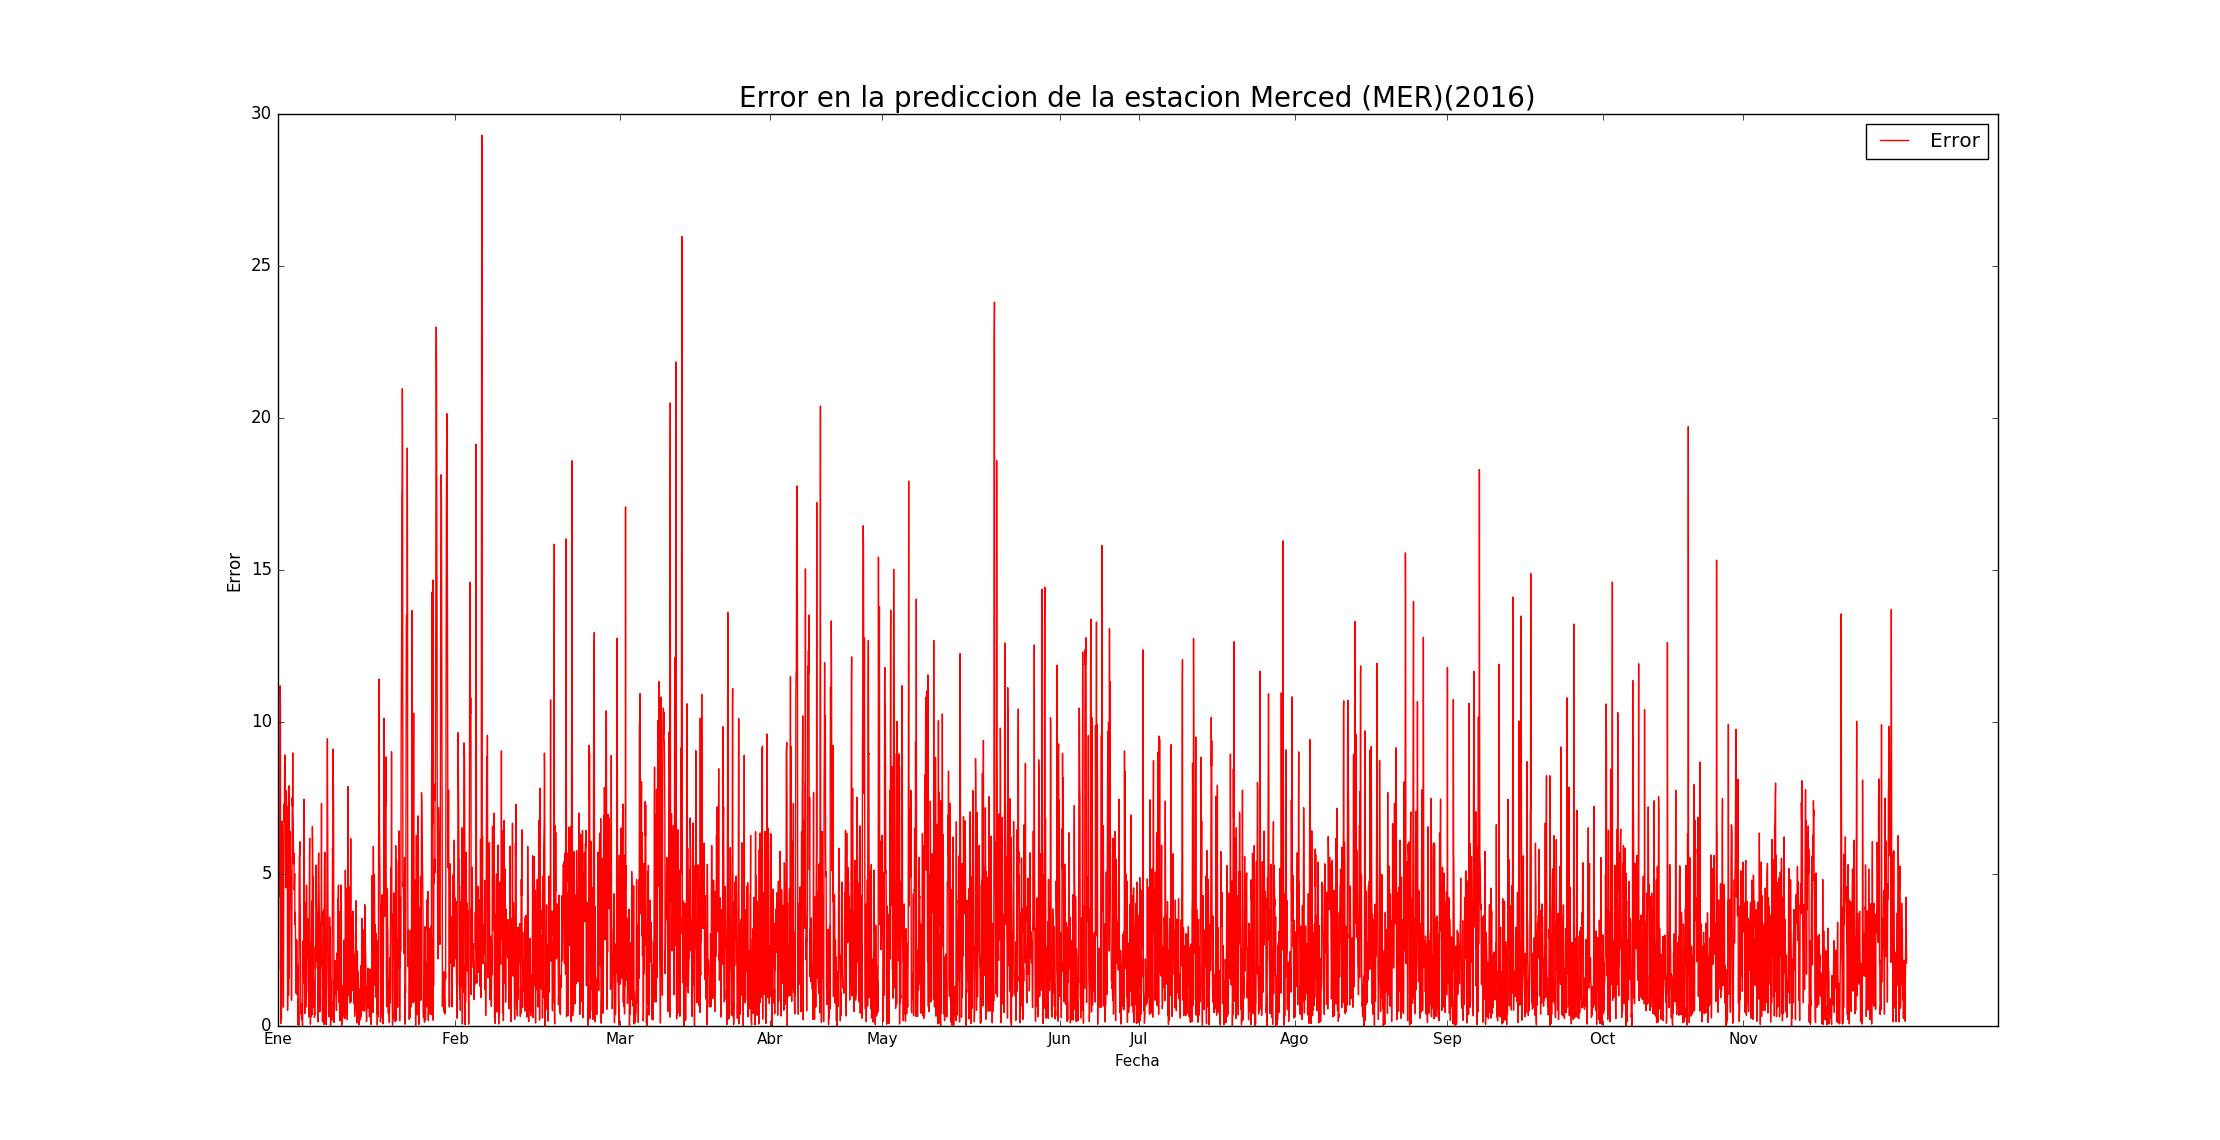 Error en la prediccion de la estacion Merced (MER)(2016)
Error
30
25
20
15
10
5
0
Error
Ene Feb Mar Abr May Jun Jul Ago Sep Oct Nov
Fecha